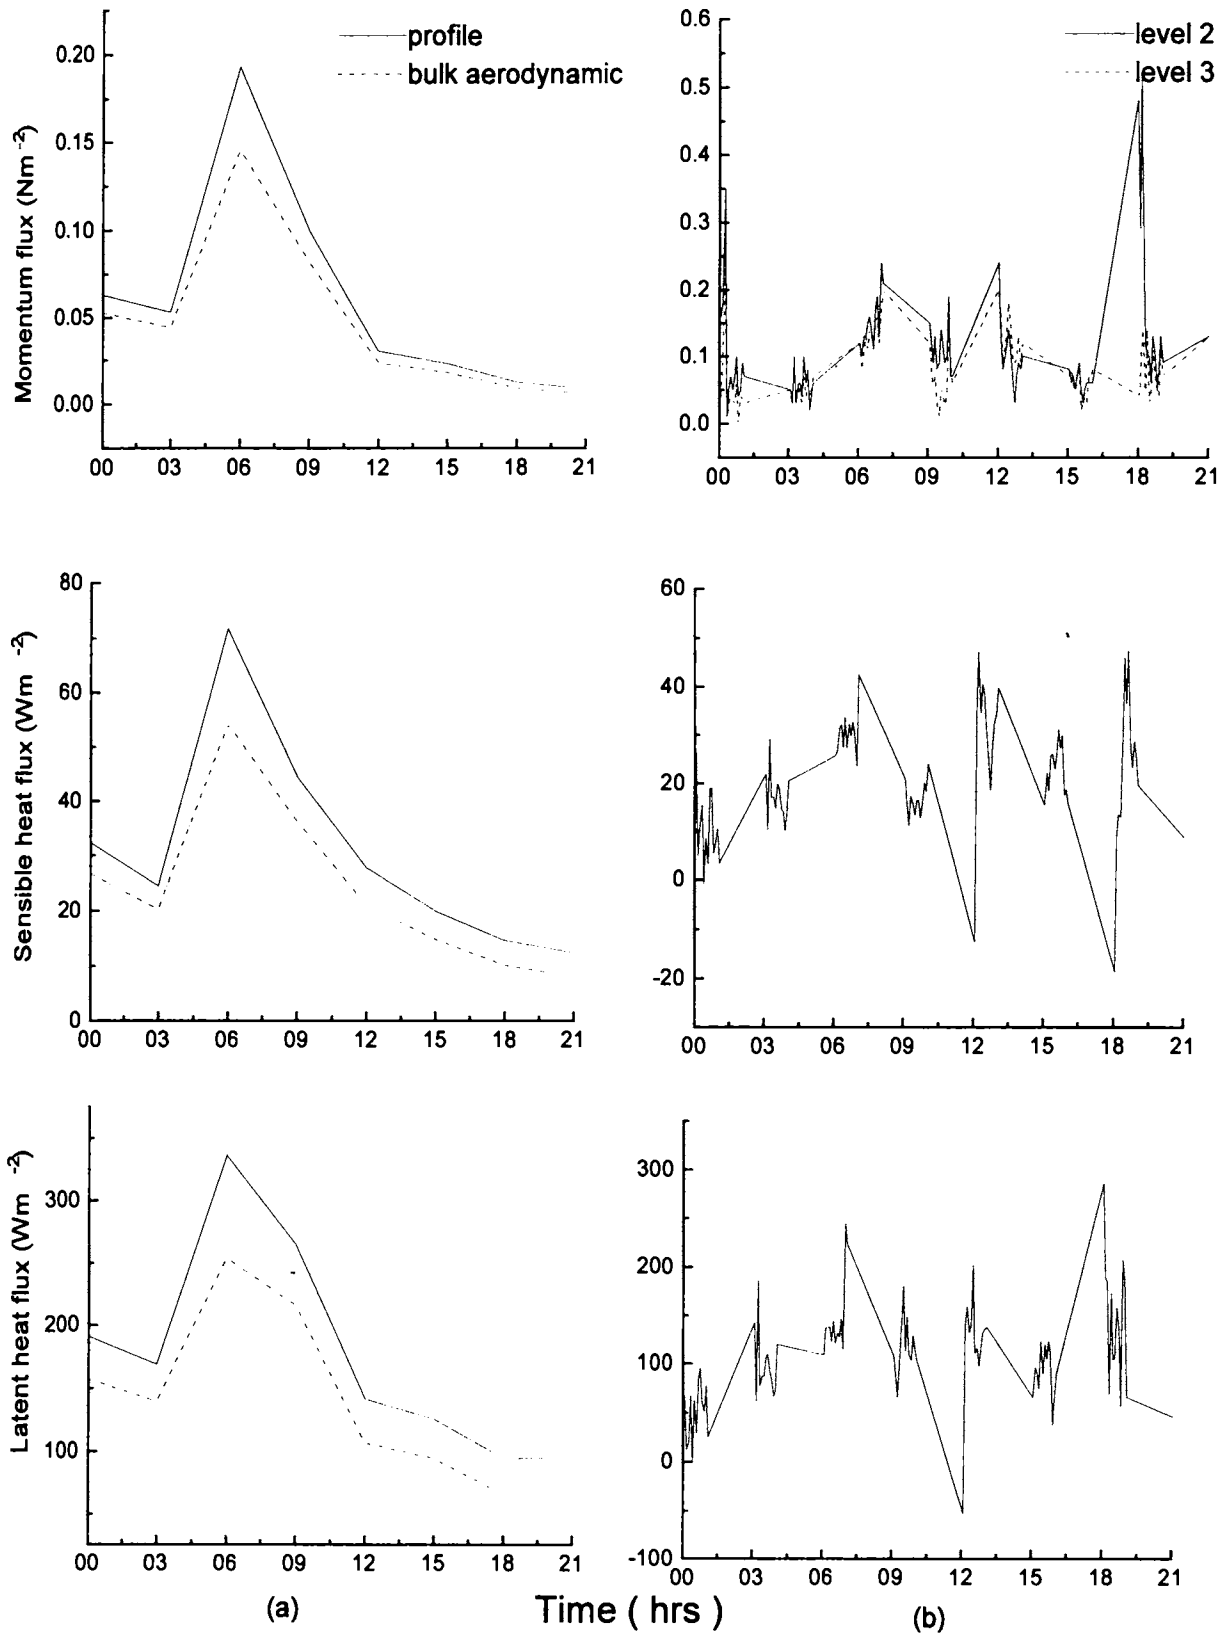 profile
bulk aerodynamic
Momentum flux (Nm -2)
0.20
0.15
0.10
0.05
0.00
00 03 06 09 12 15 18 21
level 2
level 3
0.6
0.5
0.4
0.3
0.2
0.1
0.0
00 03 06 09 12 15 18 21
Sensible heat flux (Wm -2)
80
60
40
20
0
00 03 06 09 12 15 18 21
60
40
20
0
-20
00 03 06 09 12 15 18 21
Latent heat flux (Wm -2)
300
200
100
00 03 06 09 12 15 18 21
300
200
100
0
-100
00 03 06 09 12 15 18 21
(a) Time ( hrs ) (b)